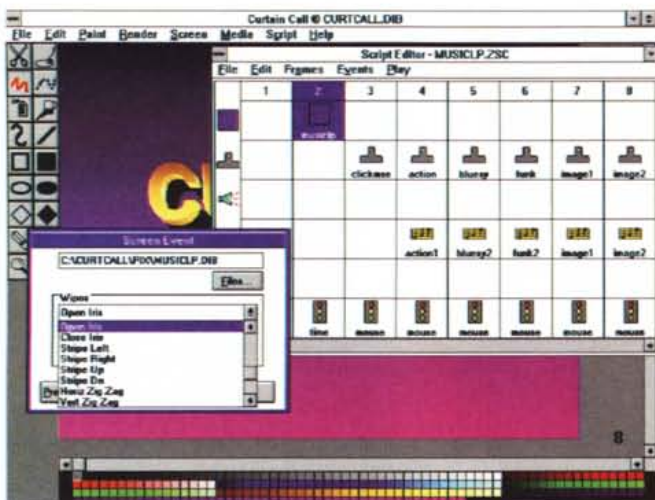 Curtain Call © CURTCALL.DIB
File Edit Paint Render Screen Media Script Help
Script Editor - MUSICLP.ZSC
File Edit Frames Events Play
1 2 3 4 5 6 7 8
musiclp
clickme action bluesy funk image1 image2
action1 bluesy2 funk2 image1 image2
time mouse mouse mouse mouse mouse mouse
Screen Event
C:\CURTCALL\PIX\MUSICLP.DIB
Files...
Wipes
Open Iris
Open Iris
Close Iris
Stripe Left
Stripe Right
Stripe Up
Stripe Dn
Horiz Zig Zag
Vert Zig Zag
8